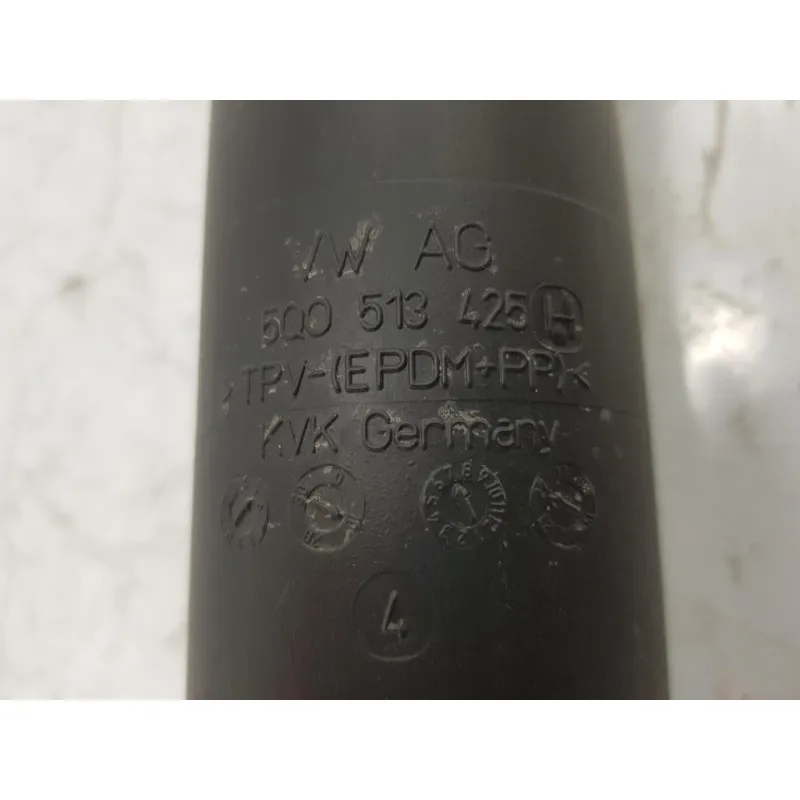 VW AG
5Q0 513 425 H
>TPV-(EPDM+PP)<
KVK Germany
4